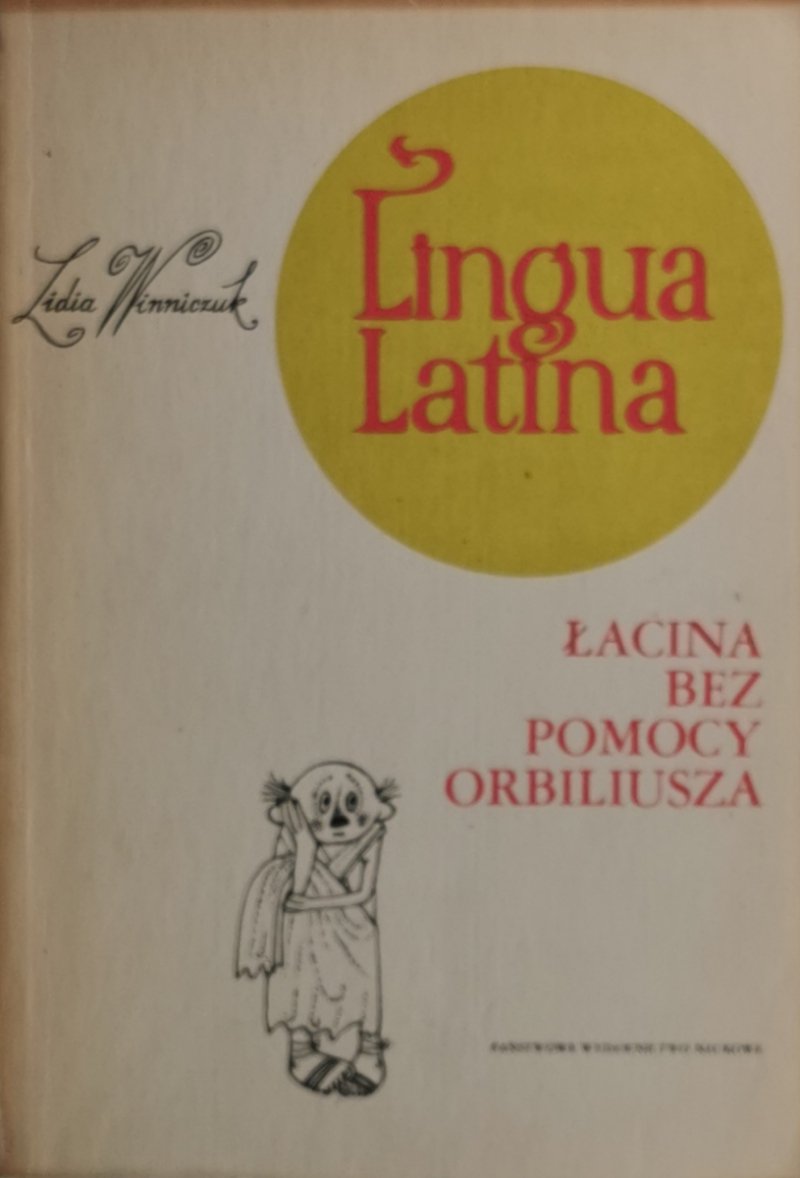 Lidia Winniczuk
Lingua
Latina
ŁACINA
BEZ
POMOCY
ORBILIUSZA
PAŃSTWOWE WYDAWNICTWO NAUKOWE